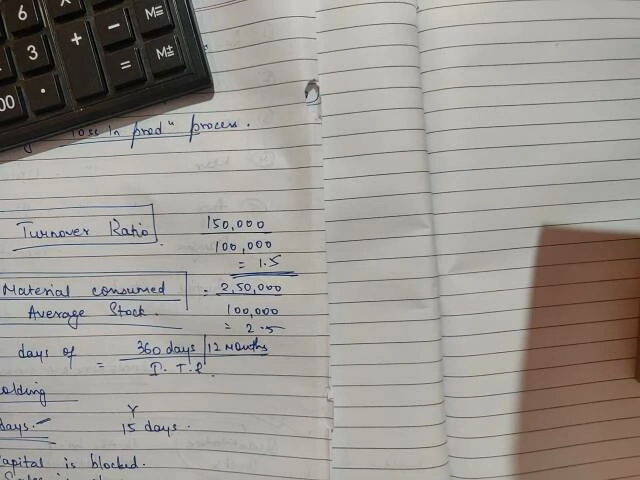 6 × M=
3 + - M±
00 . =
loss in prodⁿ process.
Turnover Ratio 150,000
100,000
= 1.5
Material consumed = 2,50,000
Average Stock. 100,000
= 2.5
days of = 360 days | 12 Months
I.T.R.
olding
days. Y
15 days.
apital is blocked.